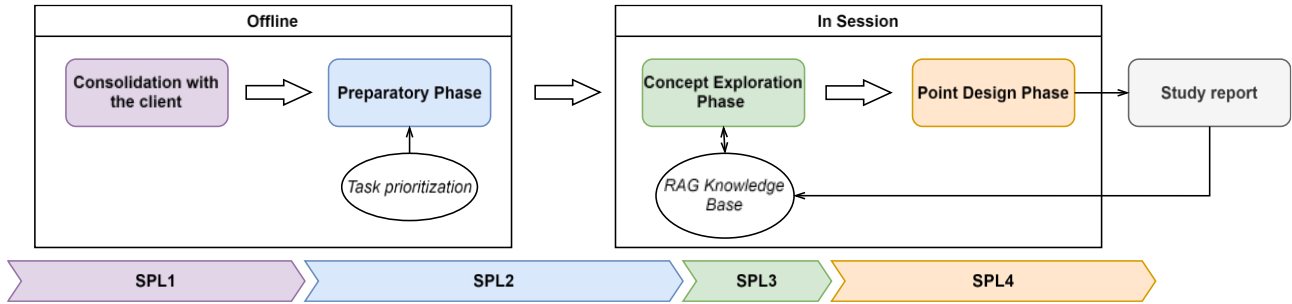 Offline
In Session
Consolidation with
the client
Preparatory Phase
Concept Exploration
Phase
Point Design Phase
Study report
Task prioritization
RAG Knowledge
Base
SPL1
SPL2
SPL3
SPL4